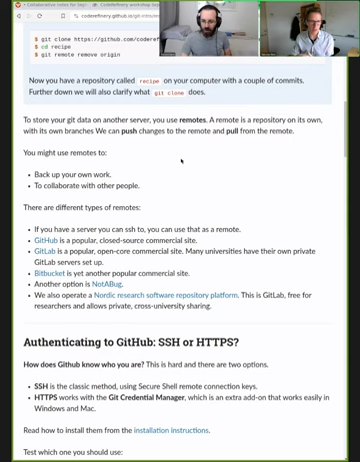 Collaborative notes for
coderefinery.github.io/git-intro/
$ git clone https://github.com/coderef
$ cd recipe
$ git remote remove origin
Now you have a repository called recipe on your computer with a couple of commits.
Further down we will also clarify what git clone does.
To store your git data on another server, you use remotes. A remote is a repository on its own,
with its own branches We can push changes to the remote and pull from the remote.
You might use remotes to:
• Back up your own work.
• To collaborate with other people.
There are different types of remotes:
• If you have a server you can ssh to, you can use that as a remote.
• GitHub is a popular, closed-source commercial site.
• GitLab is a popular, open-core commercial site. Many universities have their own private
GitLab servers set up.
• Bitbucket is yet another popular commercial site.
• Another option is NotABug.
• We also operate a Nordic research software repository platform. This is GitLab, free for
researchers and allows private, cross-university sharing.
Authenticating to GitHub: SSH or HTTPS?
How does Github know who you are? This is hard and there are two options.
• SSH is the classic method, using Secure Shell remote connection keys.
• HTTPS works with the Git Credential Manager, which is an extra add-on that works easily in
Windows and Mac.
Read how to install them from the installation instructions.
Test which one you should use: